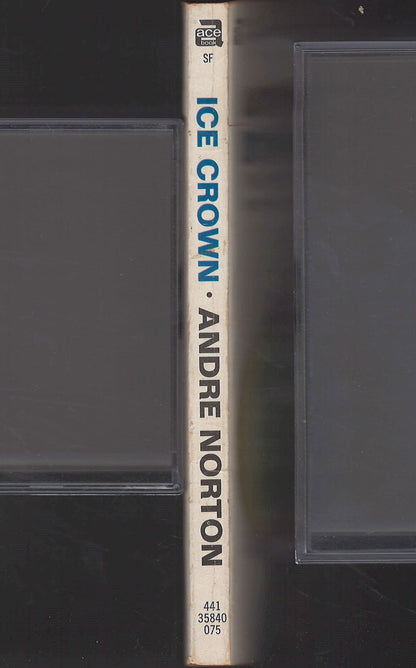 ace
book
SF
ICE CROWN • ANDRE NORTON
441
35840
075